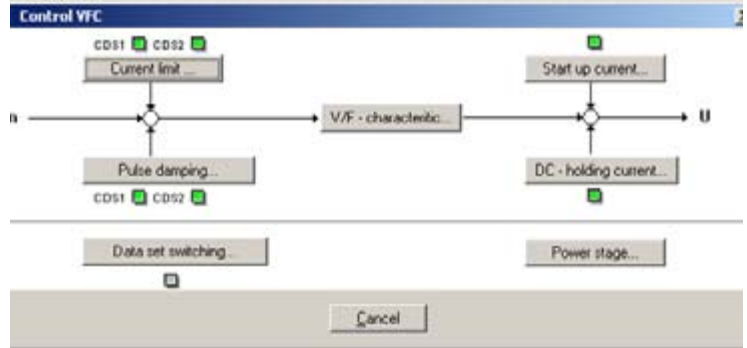 Control VFC
CDS1 CDS2
Current limit ...
Start up current...
n
V/F - characteritic...
U
Pulse damping...
DC - holding current...
CDS1 CDS2
Data set switching ...
Power stage...
Cancel